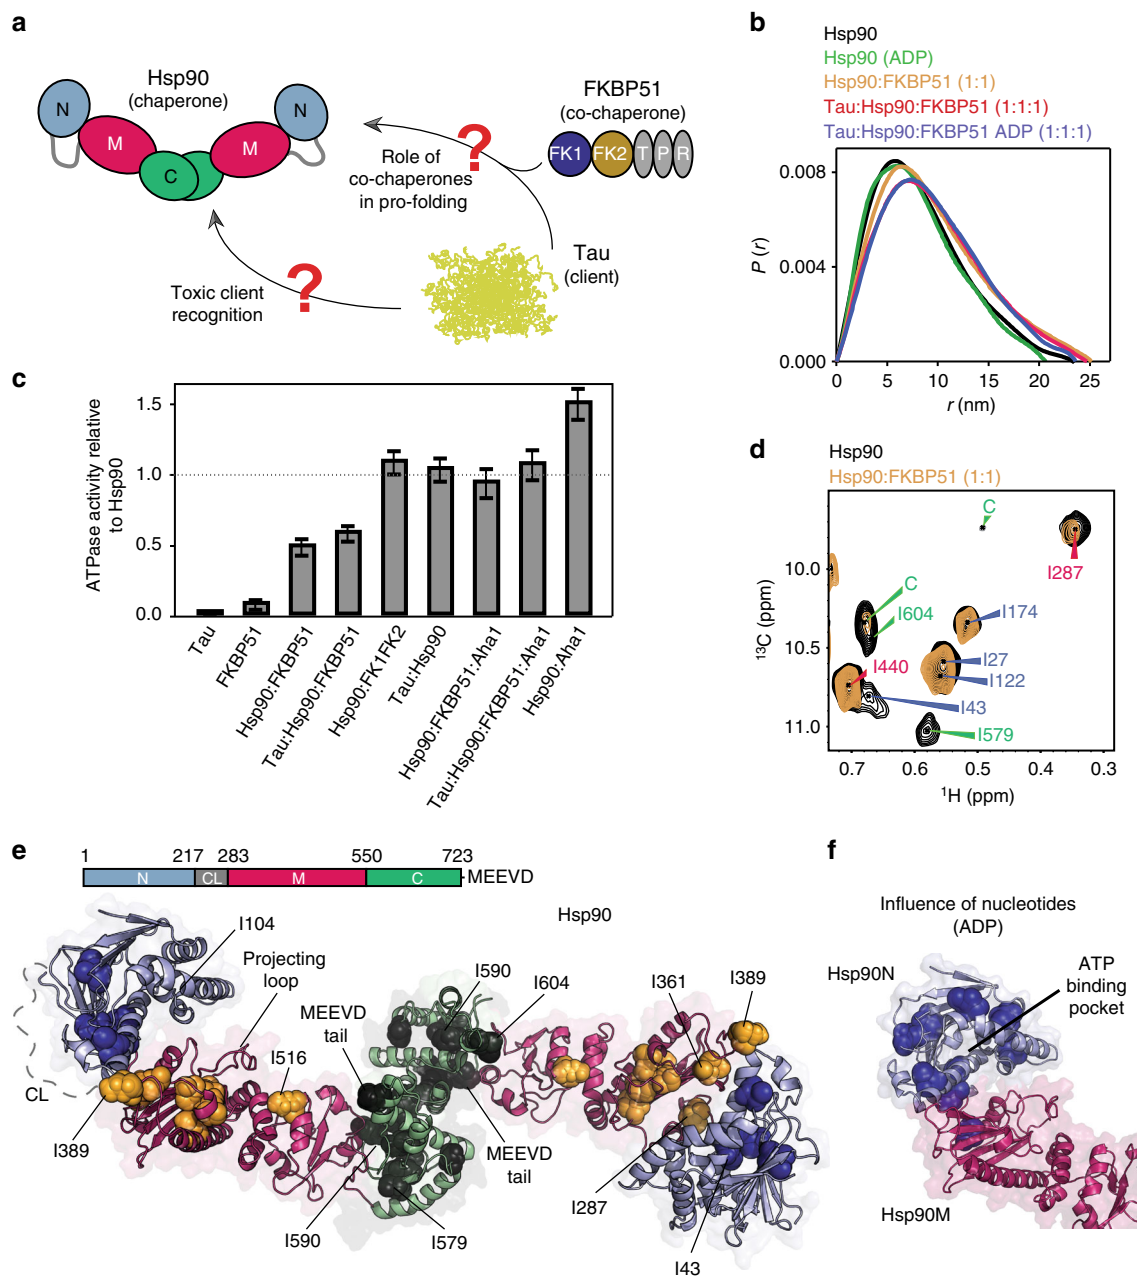 a
Hsp90
(chaperone)
N
M
C
M
N
FKBP51
(co-chaperone)
FK1
FK2
T
P
R
?
Role of
co-chaperones
in pro-folding
?
Toxic client
recognition
Tau
(client)
b
Hsp90
Hsp90 (ADP)
Hsp90:FKBP51 (1:1)
Tau:Hsp90:FKBP51 (1:1:1)
Tau:Hsp90:FKBP51 ADP (1:1:1)
P (r)
0.008
0.004
0.000
0 5 10 15 20 25
r (nm)
c
ATPase activity relative
to Hsp90
1.5
1.0
0.5
0.0
Tau
FKBP51
Hsp90:FKBP51
Tau:Hsp90:FKBP51
Hsp90:FK1FK2
Tau:Hsp90
Hsp90:FKBP51:Aha1
Tau:Hsp90:FKBP51:Aha1
Hsp90:Aha1
d
Hsp90
Hsp90:FKBP51 (1:1)
13C (ppm)
10.0
10.5
11.0
C
I287
C
I604
I174
I440
I27
I122
I43
I579
0.7 0.6 0.5 0.4 0.3
1H (ppm)
e
1 217 283 550 723
N CL M C MEEVD
Hsp90
I104
Projecting
loop
MEEVD
tail
I590
I604
I361
I389
I516
CL
I389
MEEVD
tail
I287
I590
I579
I43
f
Influence of nucleotides
(ADP)
Hsp90N
ATP
binding
pocket
Hsp90M